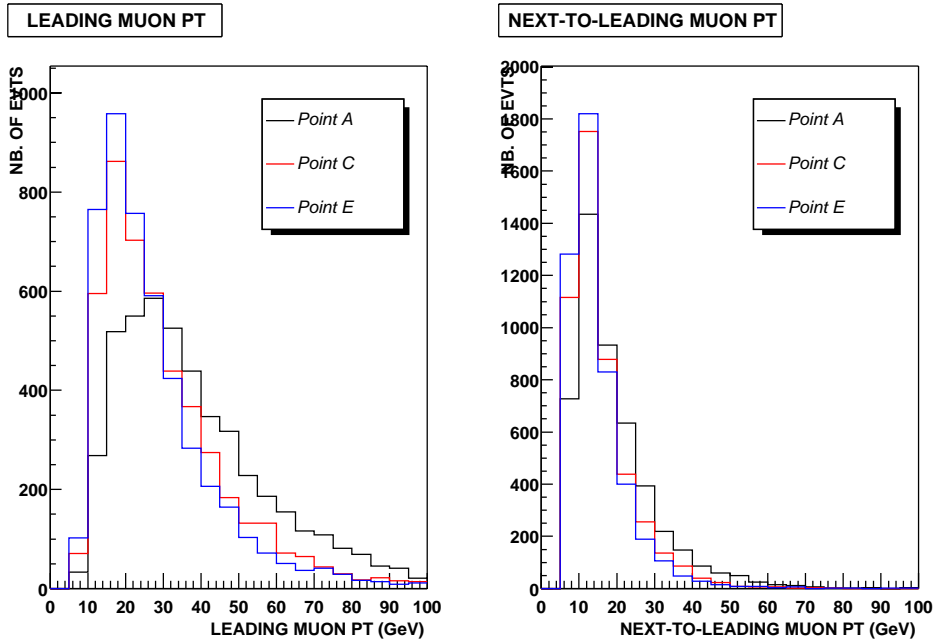 LEADING MUON PT
NB. OF EVTS
1000
800
600
400
200
0
Point A
Point C
Point E
0 10 20 30 40 50 60 70 80 90 100
LEADING MUON PT (GeV)
NEXT-TO-LEADING MUON PT
NB. OF EVTS
2000
1800
1600
1400
1200
1000
800
600
400
200
0
Point A
Point C
Point E
0 10 20 30 40 50 60 70 80 90 100
NEXT-TO-LEADING MUON PT (GeV)